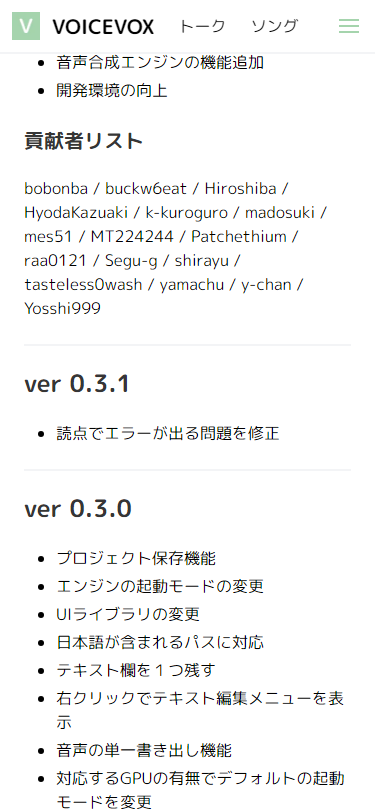 V VOICEVOX トーク ソング
音声合成エンジンの機能追加
開発環境の向上
貢献者リスト
bobonba / buckw6eat / Hiroshiba /
HyodaKazuaki / k-kuroguro / madosuki /
mes51 / MT224244 / Patchethium /
raa0121 / Segu-g / shirayu /
tasteless0wash / yamachu / y-chan /
Yosshi999
ver 0.3.1
読点でエラーが出る問題を修正
ver 0.3.0
プロジェクト保存機能
エンジンの起動モードの変更
UIライブラリの変更
日本語が含まれるパスに対応
テキスト欄を１つ残す
右クリックでテキスト編集メニューを表
示
音声の単一書き出し機能
対応するGPUの有無でデフォルトの起動
モードを変更